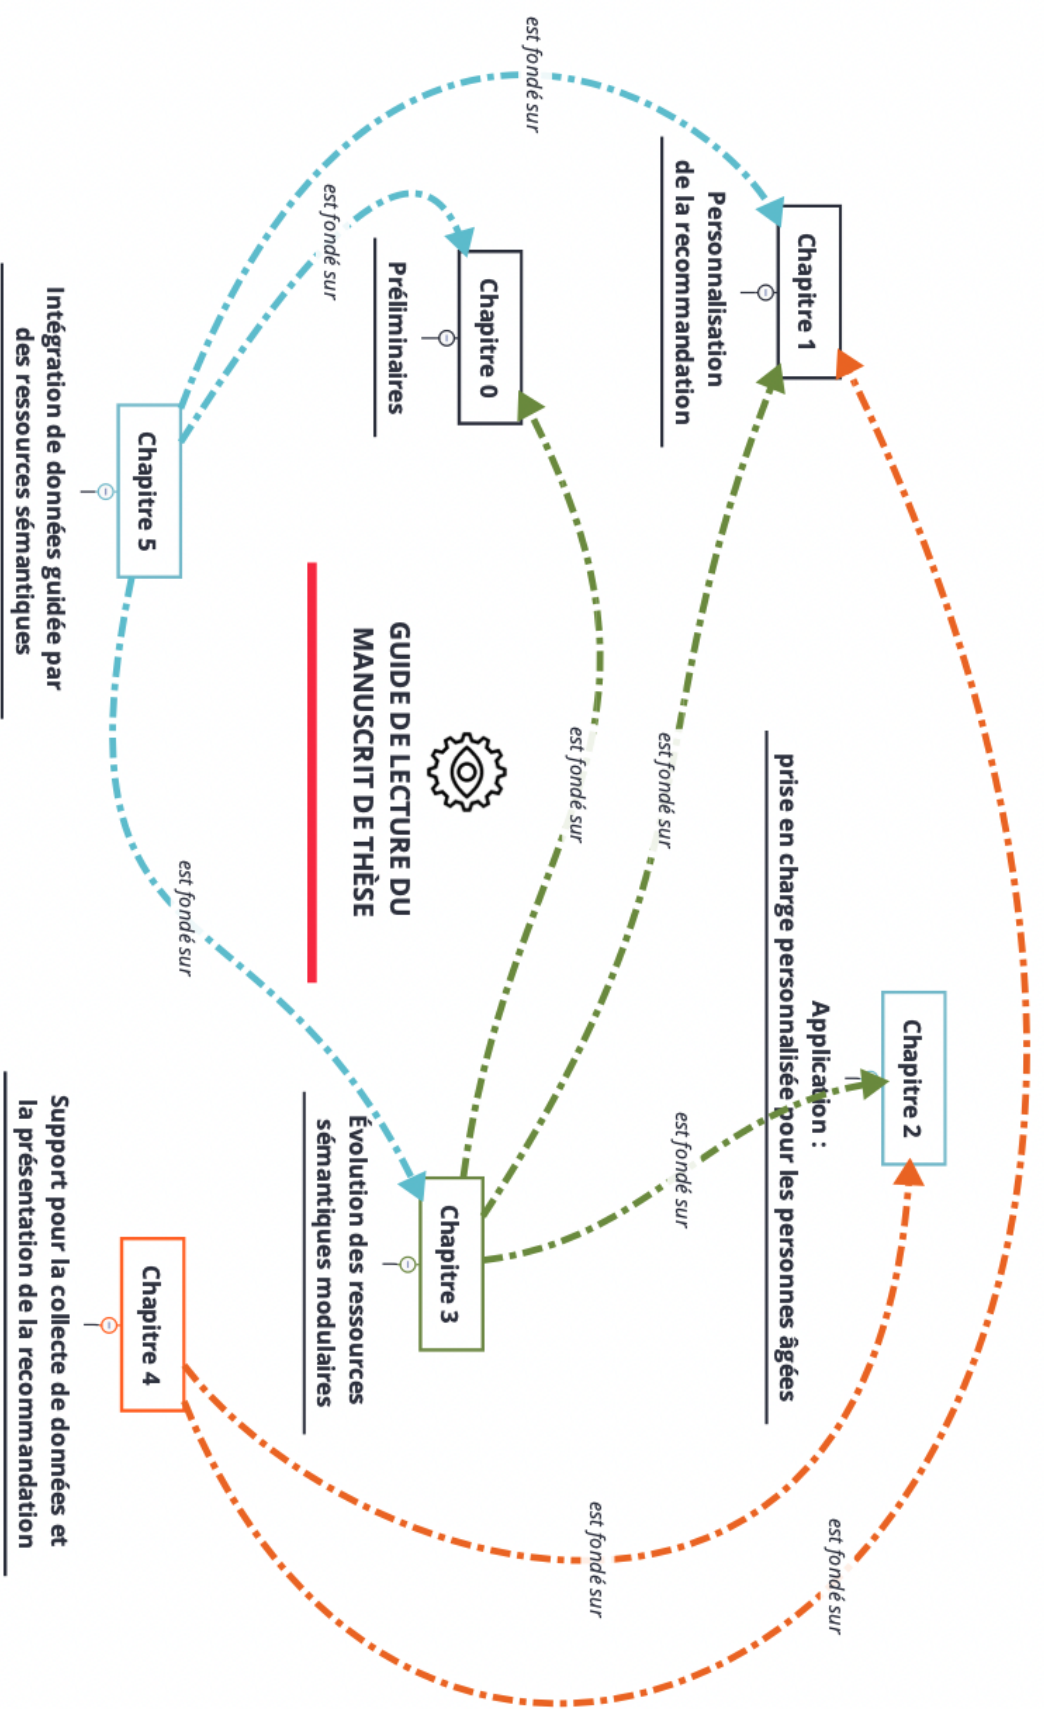 Chapitre 2
Application :
prise en charge personnalisée pour les personnes âgées
Chapitre 1
Personnalisation
de la recommandation
est fondé sur
est fondé sur
est fondé sur
est fondé sur
est fondé sur
est fondé sur
Chapitre 0
Préliminaires
est fondé sur
GUIDE DE LECTURE DU
MANUSCRIT DE THÈSE
Chapitre 3
Évolution des ressources
sémantiques modulaires
est fondé sur
Chapitre 5
Intégration de données guidée par
des ressources sémantiques
Chapitre 4
Support pour la collecte de données et
la présentation de la recommandation